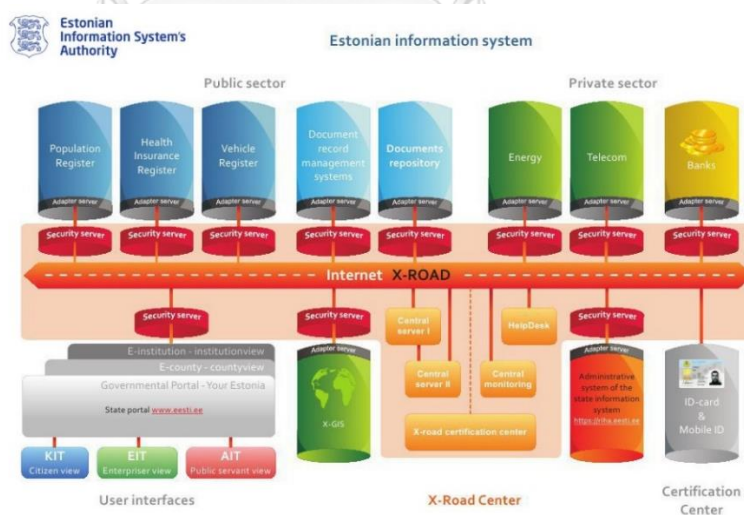 Estonian
Information System's
Authority
Estonian information system
Public sector
Private sector
Population
Register
Adapter server
Health
Insurance
Register
Adapter server
Vehicle
Register
Adapter server
Document
record
management
systems
Adapter server
Documents
repository
Adapter server
Energy
Adapter server
Telecom
Adapter server
Banks
Adapter server
Security server
Security server
Security server
Security server
Security server
Security server
Security server
Security server
Internet X-ROAD
Security server
Security server
Central
server I
HelpDesk
Security server
E-institution - institutionview
E-county - countyview
Governmental Portal - Your Estonia
State portal www.eesti.ee
Adapter server
X-GIS
Central
server II
Central
monitoring
X-road certification center
Adapter server
Administrative
system of the
state information
system
https://riha.eesti.ee
ID-card
&
Mobile ID
KIT
Citizen view
EIT
Enterpriser view
AIT
Public servant view
User interfaces
X-Road Center
Certification
Center